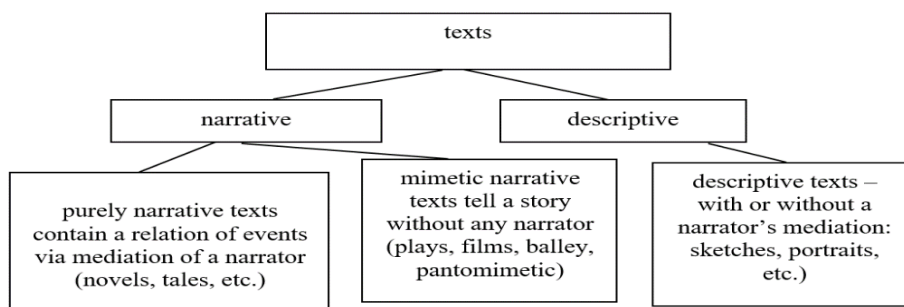 texts
narrative
descriptive
purely narrative texts
contain a relation of events
via mediation of a narrator
(novels, tales, etc.)
mimetic narrative
texts tell a story
without any narrator
(plays, films, balley,
pantomimetic)
descriptive texts –
with or without a
narrator’s mediation:
sketches, portraits,
etc.)